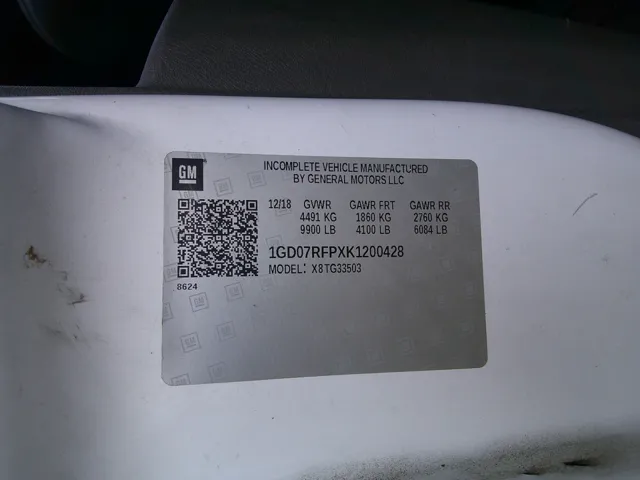 GM
INCOMPLETE VEHICLE MANUFACTURED
BY GENERAL MOTORS LLC
12/18 GVWR GAWR FRT GAWR RR
4491 KG 1860 KG 2760 KG
9900 LB 4100 LB 6084 LB
1GD07RFPXK1200428
MODEL: X8TG33503
8624